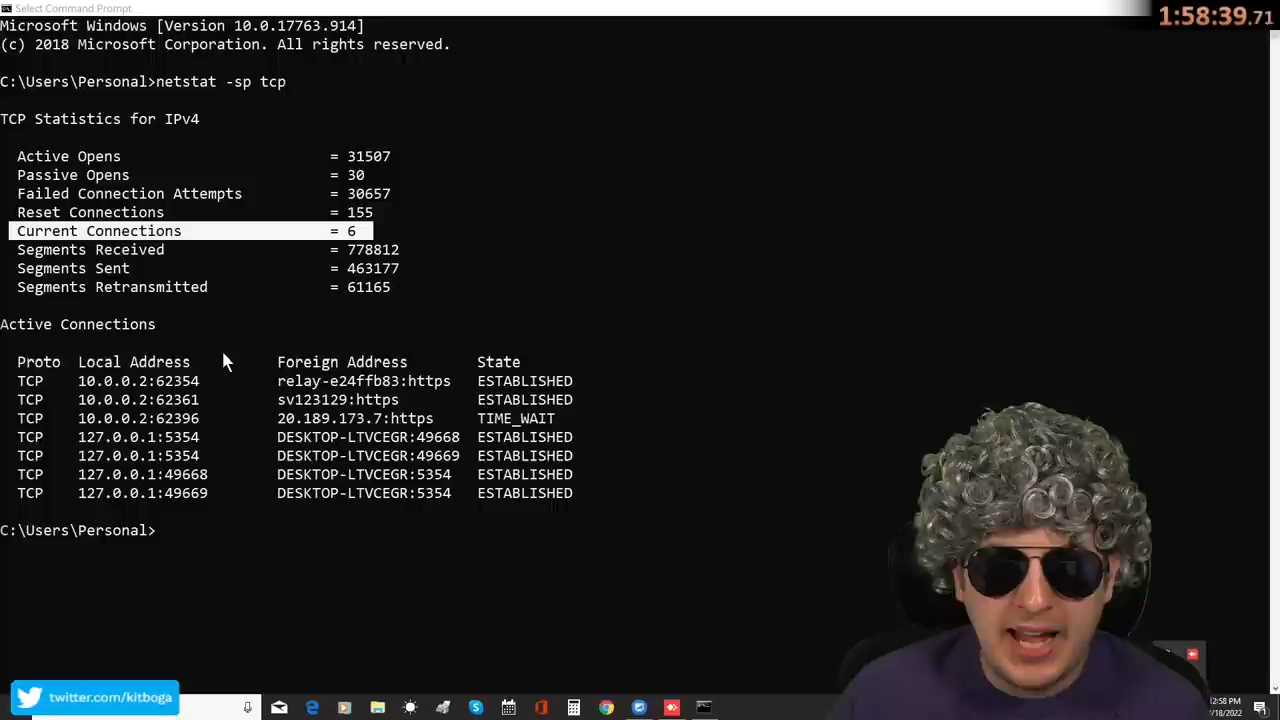 Select Command Prompt
1:58:39.71
Microsoft Windows [Version 10.0.17763.914]
(c) 2018 Microsoft Corporation. All rights reserved.
C:\Users\Personal>netstat -sp tcp
TCP Statistics for IPv4
Active Opens = 31507
Passive Opens = 30
Failed Connection Attempts = 30657
Reset Connections = 155
Current Connections = 6
Segments Received = 778812
Segments Sent = 463177
Segments Retransmitted = 61165
Active Connections
Proto Local Address Foreign Address State
TCP 10.0.0.2:62354 relay-e24ffb83:https ESTABLISHED
TCP 10.0.0.2:62361 sv123129:https ESTABLISHED
TCP 10.0.0.2:62396 20.189.173.7:https TIME_WAIT
TCP 127.0.0.1:5354 DESKTOP-LTVCEGR:49668 ESTABLISHED
TCP 127.0.0.1:5354 DESKTOP-LTVCEGR:49669 ESTABLISHED
TCP 127.0.0.1:49668 DESKTOP-LTVCEGR:5354 ESTABLISHED
TCP 127.0.0.1:49669 DESKTOP-LTVCEGR:5354 ESTABLISHED
C:\Users\Personal>
twitter.com/kitboga
2:58 PM
/18/2022